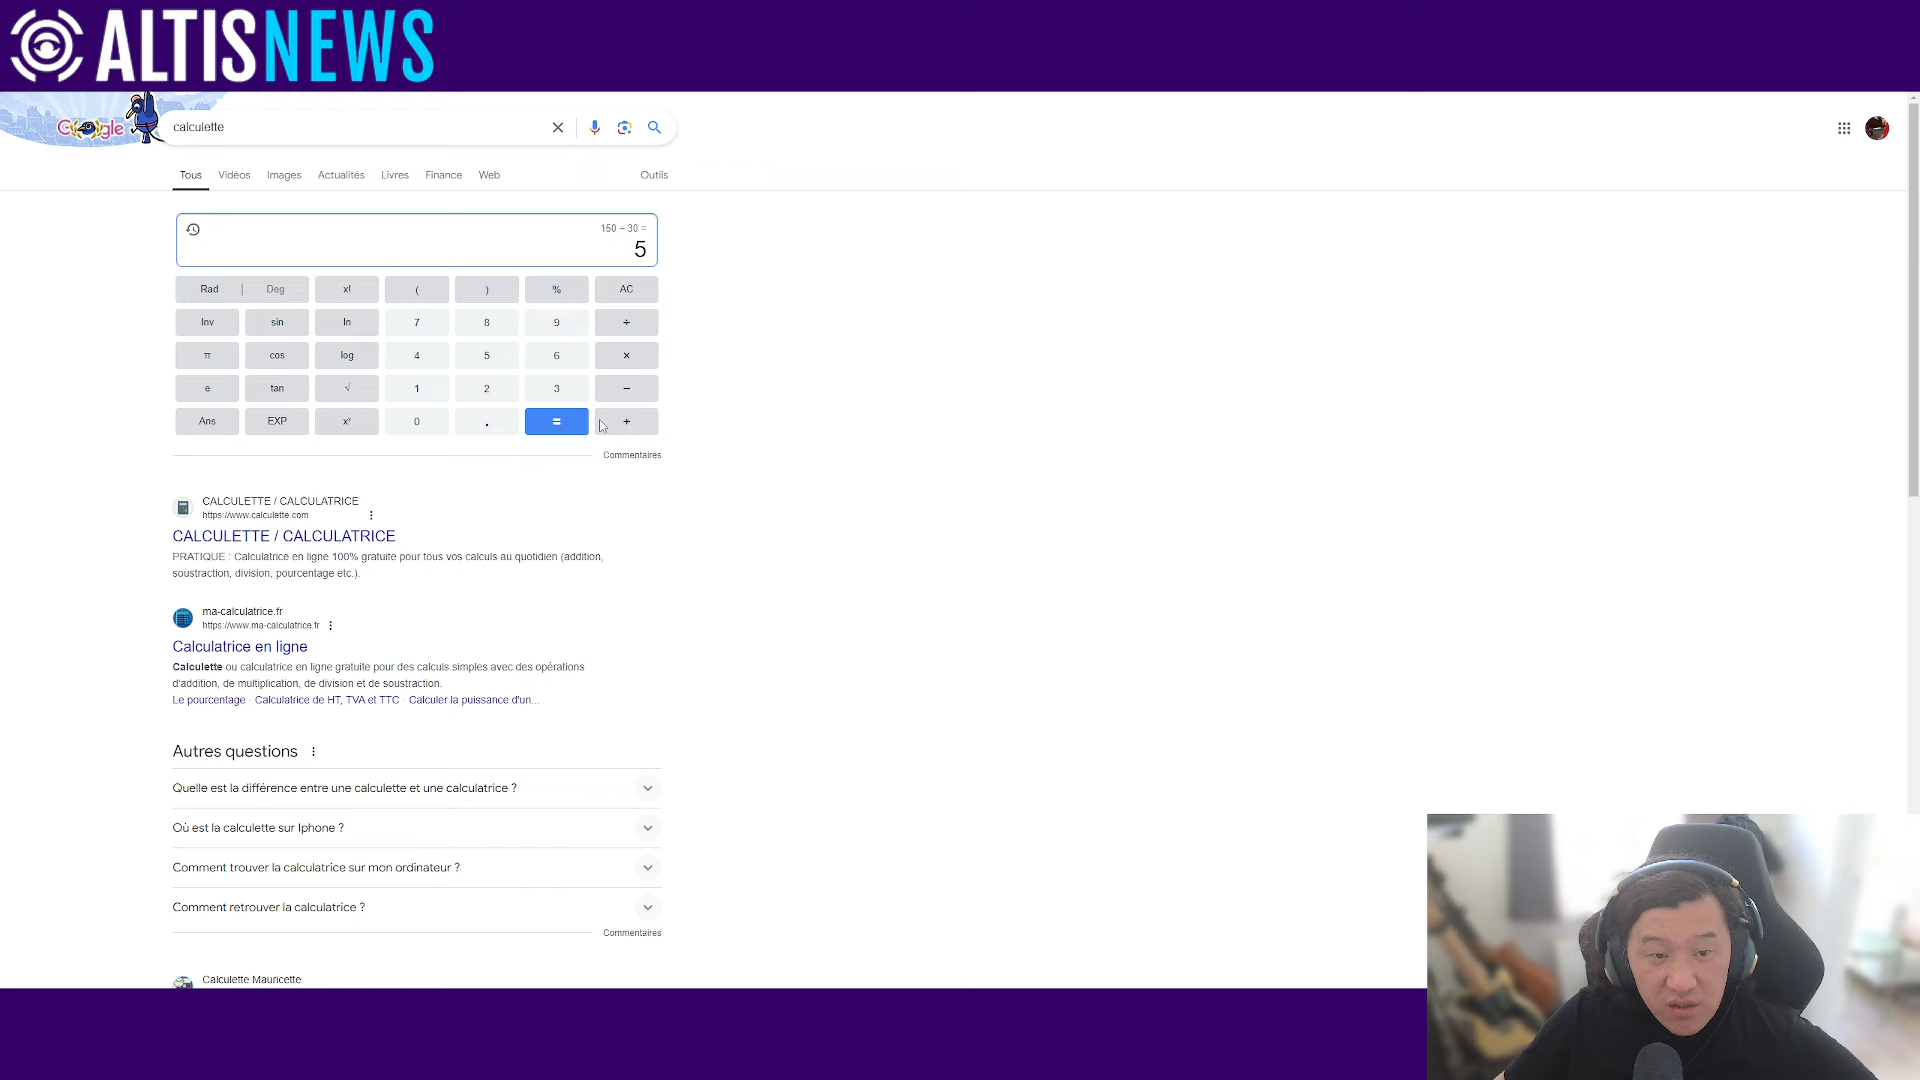 ALTISNEWS
Google
calculette
Tous Vidéos Images Actualités Livres Finance Web Outils
150 ÷ 30 =
5
Rad | Deg x! ( ) % AC
Inv sin ln 7 8 9 ÷
π cos log 4 5 6 ×
e tan √ 1 2 3 −
Ans EXP xʸ 0 . = +
Commentaires
CALCULETTE / CALCULATRICE
https://www.calculette.com
CALCULETTE / CALCULATRICE
PRATIQUE : Calculatrice en ligne 100% gratuite pour tous vos calculs au quotidien (addition,
soustraction, division, pourcentage etc.).
ma-calculatrice.fr
https://www.ma-calculatrice.fr
Calculatrice en ligne
Calculette ou calculatrice en ligne gratuite pour des calculs simples avec des opérations
d'addition, de multiplication, de division et de soustraction.
Le pourcentage · Calculatrice de HT, TVA et TTC · Calculer la puissance d'un...
Autres questions
Quelle est la différence entre une calculette et une calculatrice ?
Où est la calculette sur Iphone ?
Comment trouver la calculatrice sur mon ordinateur ?
Comment retrouver la calculatrice ?
Commentaires
Calculette Mauricette